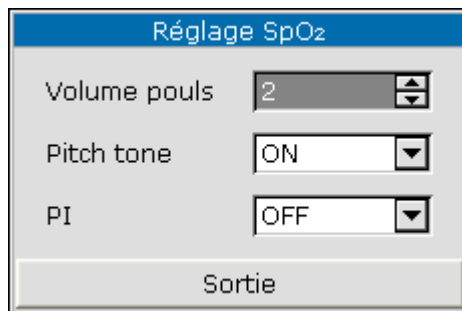 Réglage SpO2
Volume pouls 2
Pitch tone ON
PI OFF
Sortie